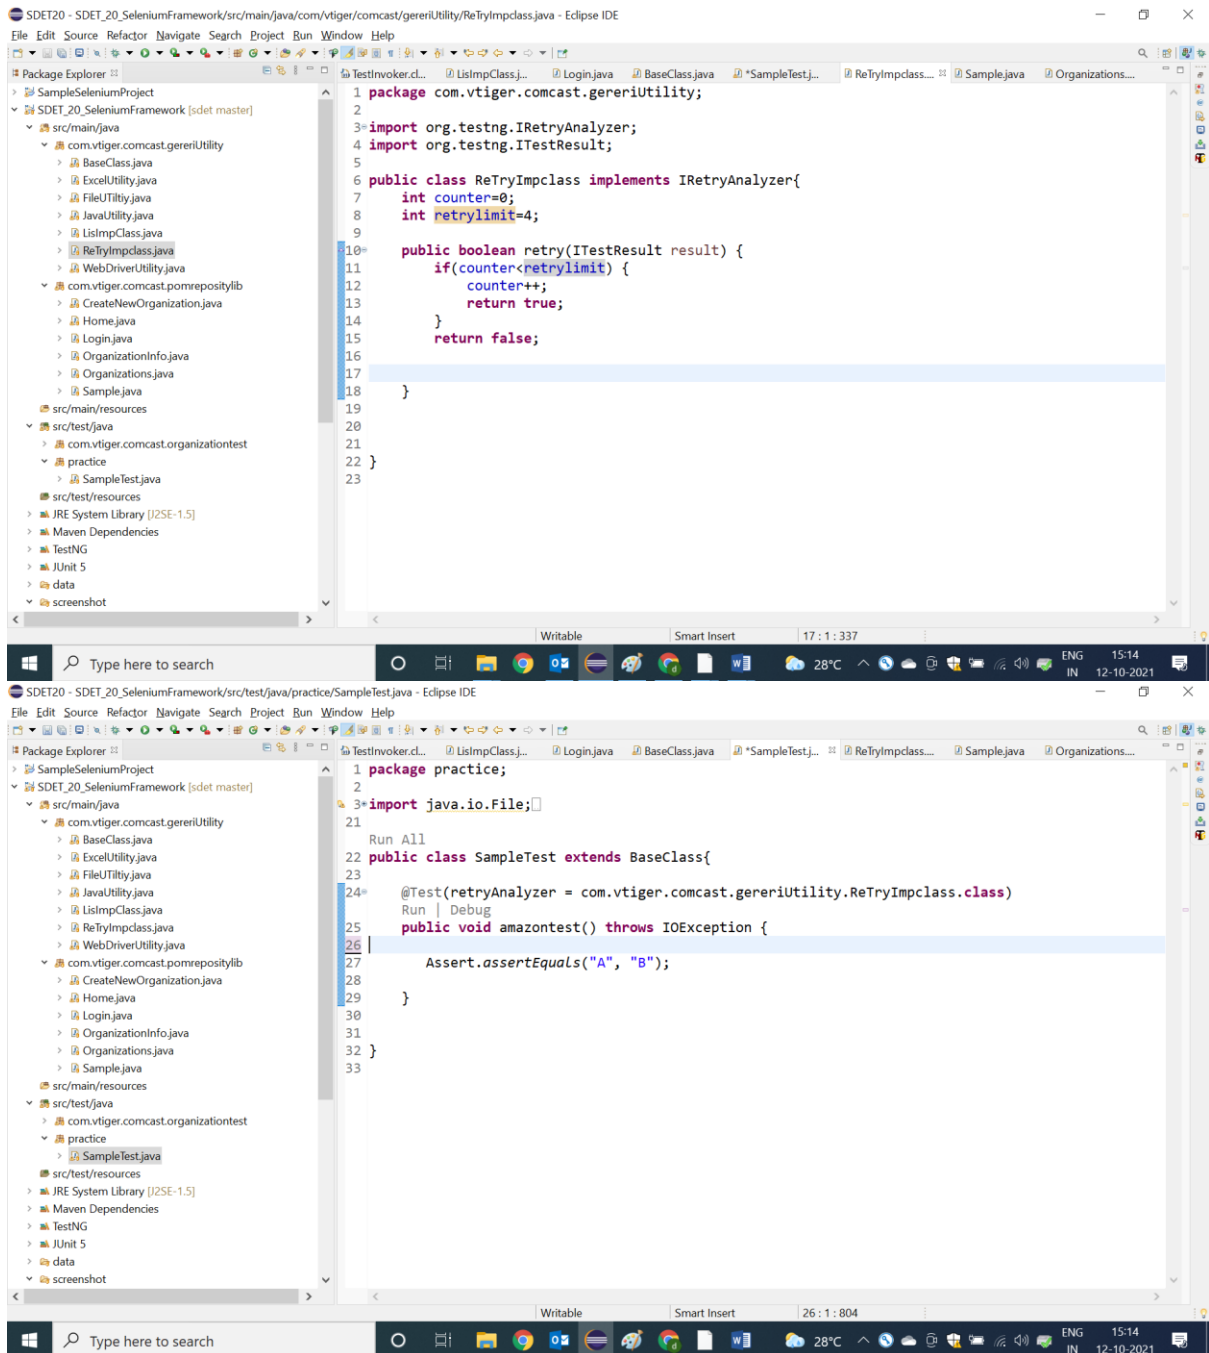 SDET20 - SDET_20_SeleniumFramework/src/main/java/com/vtiger/comcast/gereriUtility/ReTryImpclass.java - Eclipse IDE
File Edit Source Refactor Navigate Search Project Run Window Help
Package Explorer
TestInvoker.cl... LisImpClass.j... Login.java BaseClass.java *SampleTest.j... ReTryImpclass.... Sample.java Organizations....
SampleSeleniumProject
SDET_20_SeleniumFramework [sdet master]
src/main/java
com.vtiger.comcast.gereriUtility
BaseClass.java
ExcelUtility.java
FileUTiltiy.java
JavaUtility.java
LisImpClass.java
ReTryImpclass.java
WebDriverUtility.java
com.vtiger.comcast.pomrepositylib
CreateNewOrganization.java
Home.java
Login.java
OrganizationInfo.java
Organizations.java
Sample.java
src/main/resources
src/test/java
com.vtiger.comcast.organizationtest
practice
SampleTest.java
src/test/resources
JRE System Library [J2SE-1.5]
Maven Dependencies
TestNG
JUnit 5
data
screenshot
1 package com.vtiger.comcast.gereriUtility;
2
3 import org.testng.IRetryAnalyzer;
4 import org.testng.ITestResult;
5
6 public class ReTryImpclass implements IRetryAnalyzer{
7 int counter=0;
8 int retrylimit=4;
9
10 public boolean retry(ITestResult result) {
11 if(counter<retrylimit) {
12 counter++;
13 return true;
14 }
15 return false;
16
17
18 }
19
20
21
22 }
23
Writable Smart Insert 17 : 1 : 337
Type here to search
28°C ENG IN 15:14 12-10-2021
SDET20 - SDET_20_SeleniumFramework/src/test/java/practice/SampleTest.java - Eclipse IDE
File Edit Source Refactor Navigate Search Project Run Window Help
Package Explorer
TestInvoker.cl... LisImpClass.j... Login.java BaseClass.java *SampleTest.j... ReTryImpclass.... Sample.java Organizations....
SampleSeleniumProject
SDET_20_SeleniumFramework [sdet master]
src/main/java
com.vtiger.comcast.gereriUtility
BaseClass.java
ExcelUtility.java
FileUTiltiy.java
JavaUtility.java
LisImpClass.java
ReTryImpclass.java
WebDriverUtility.java
com.vtiger.comcast.pomrepositylib
CreateNewOrganization.java
Home.java
Login.java
OrganizationInfo.java
Organizations.java
Sample.java
src/main/resources
src/test/java
com.vtiger.comcast.organizationtest
practice
SampleTest.java
src/test/resources
JRE System Library [J2SE-1.5]
Maven Dependencies
TestNG
JUnit 5
data
screenshot
1 package practice;
2
3 import java.io.File;
21
Run All
22 public class SampleTest extends BaseClass{
23
24 @Test(retryAnalyzer = com.vtiger.comcast.gereriUtility.ReTryImpclass.class)
Run | Debug
25 public void amazontest() throws IOException {
26
27 Assert.assertEquals("A", "B");
28
29 }
30
31
32 }
33
Writable Smart Insert 26 : 1 : 804
Type here to search
28°C ENG IN 15:14 12-10-2021